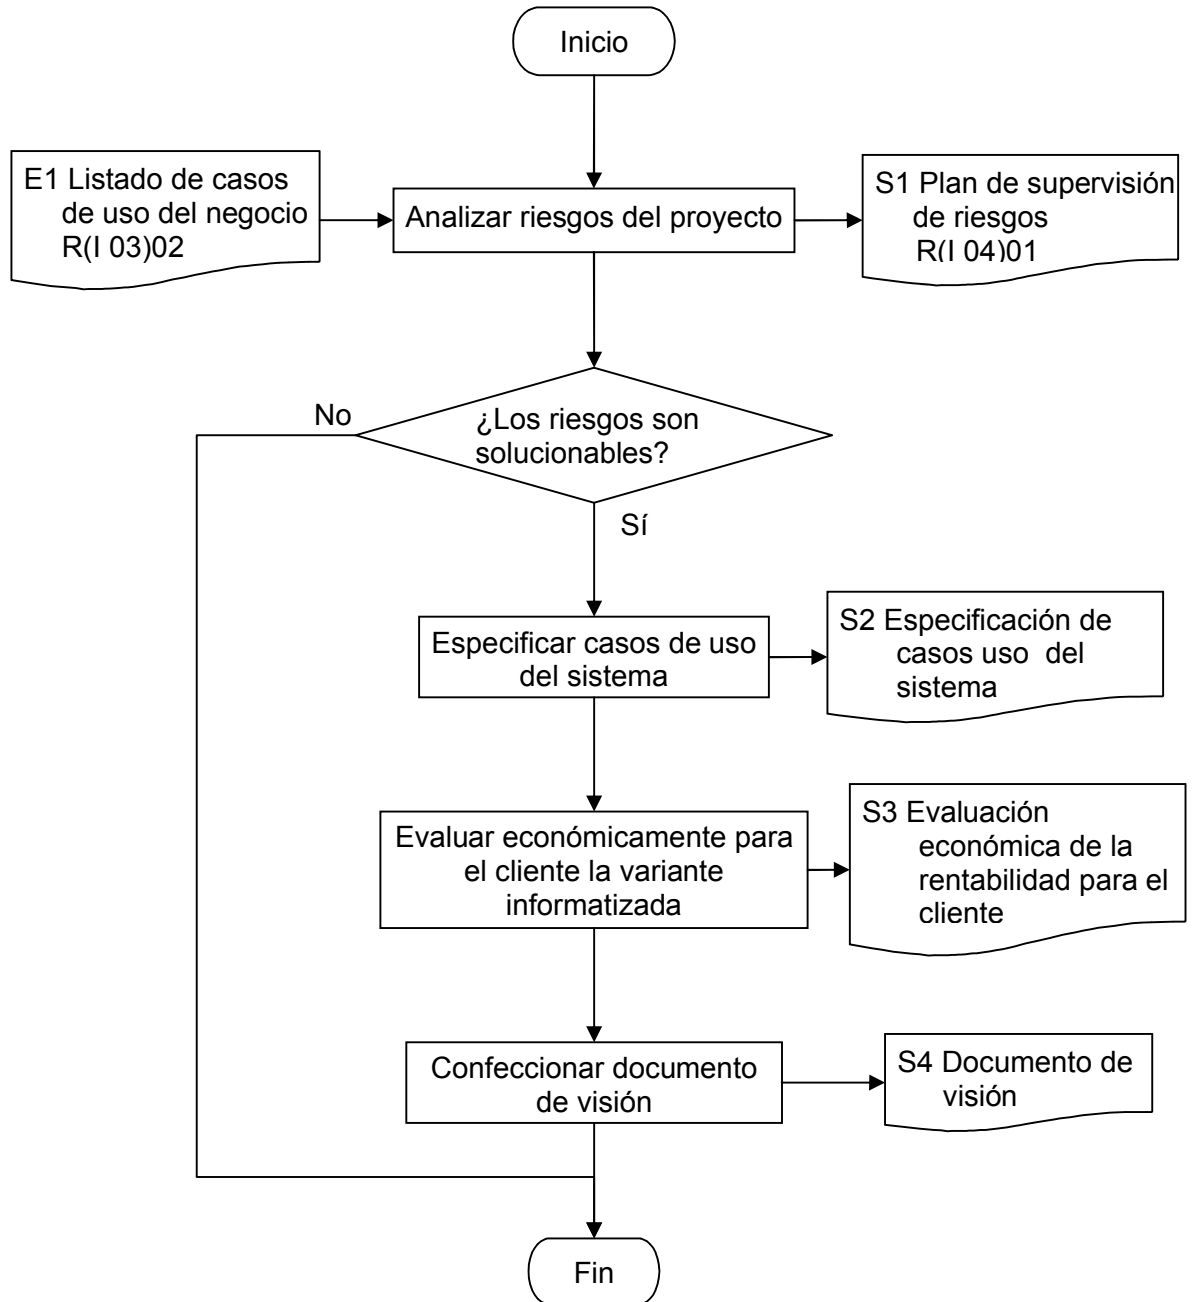 Inicio
E1 Listado de casos
de uso del negocio
R(I 03)02
Analizar riesgos del proyecto
S1 Plan de supervisión
de riesgos
R(I 04)01
No
¿Los riesgos son
solucionables?
Sí
Especificar casos de uso
del sistema
S2 Especificación de
casos uso del
sistema
Evaluar económicamente para
el cliente la variante
informatizada
S3 Evaluación
económica de la
rentabilidad para el
cliente
Confeccionar documento
de visión
S4 Documento de
visión
Fin